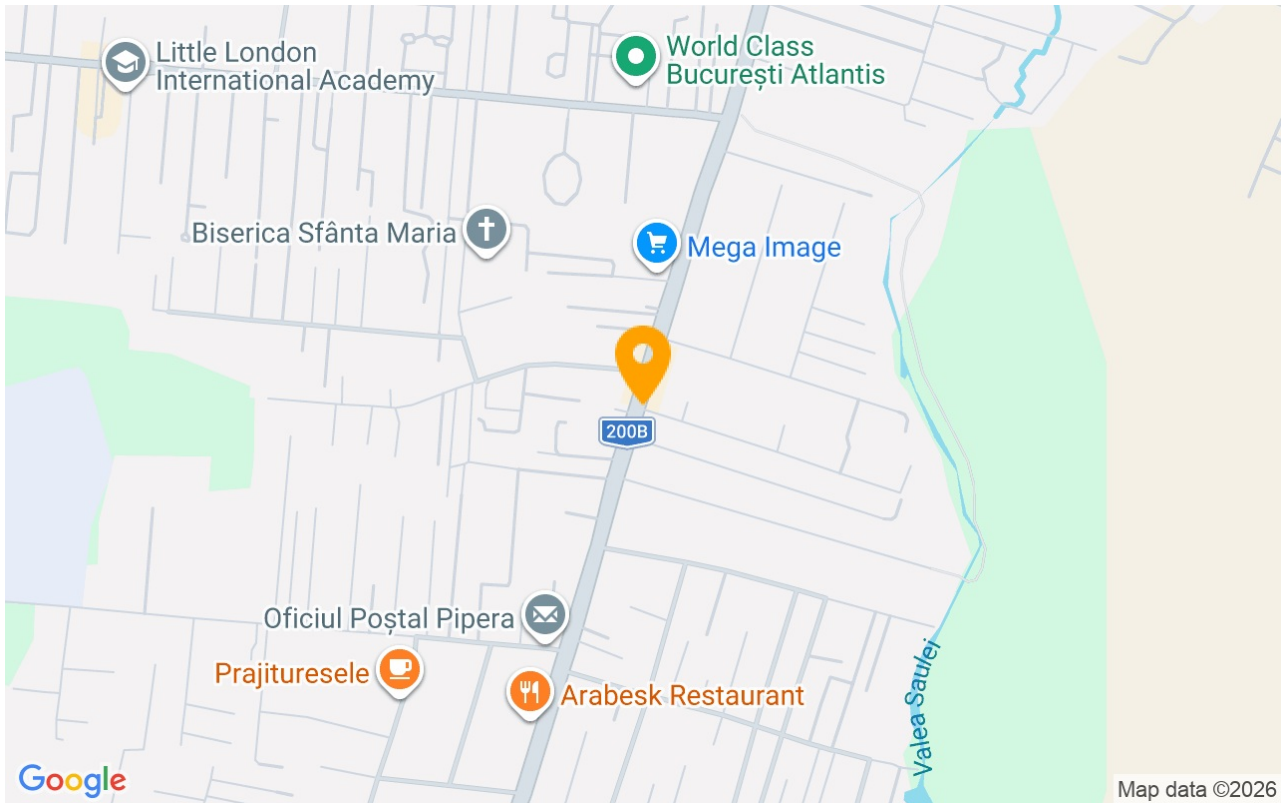 Little London
International Academy
World Class
București Atlantis
Biserica Sfânta Maria
Mega Image
200B
Oficiul Poștal Pipera
Prajituresele
Arabesk Restaurant
Valea Saulei
Google
Map data ©2026